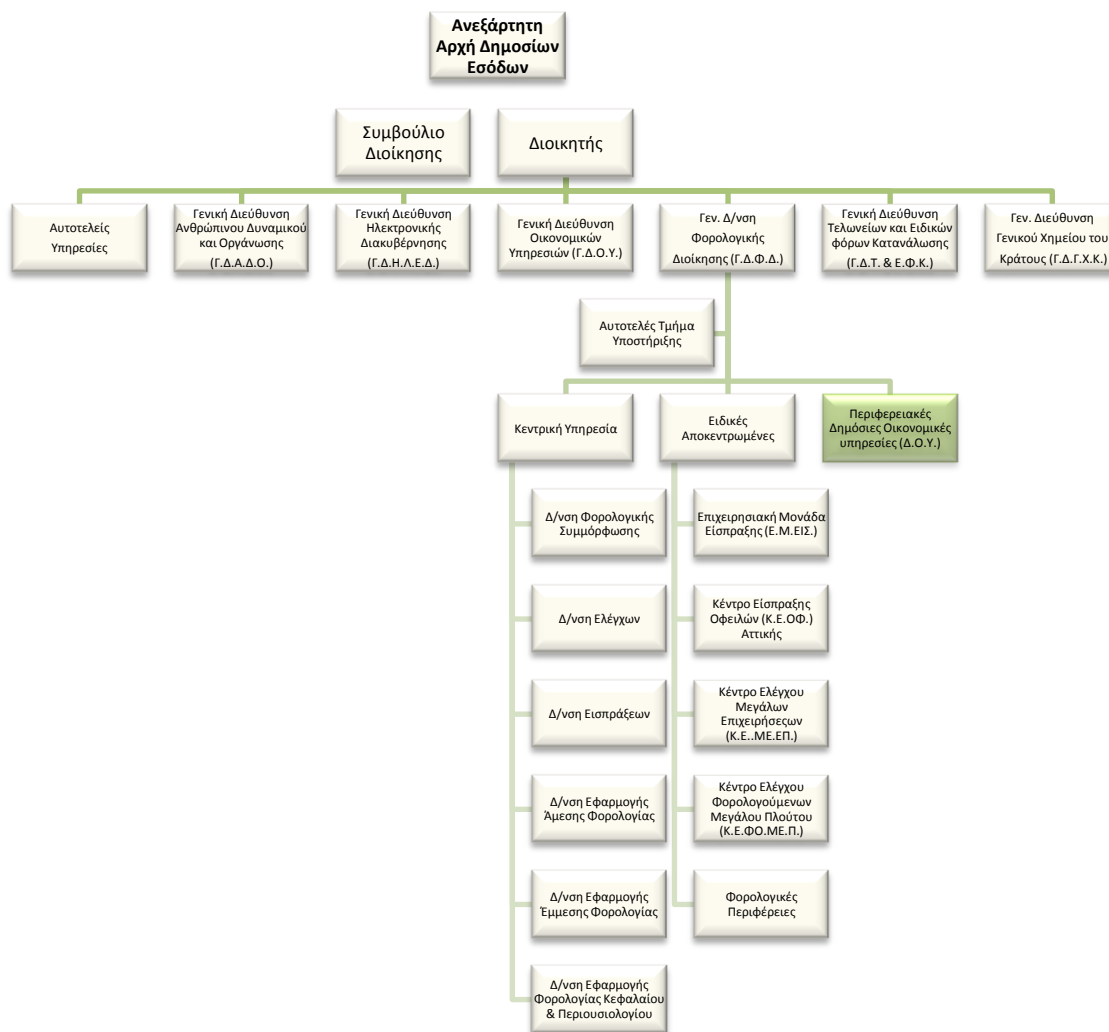 Ανεξάρτητη
Αρχή Δημοσίων
Εσόδων
Συμβούλιο
Διοίκησης
Διοικητής
Αυτοτελείς
Υπηρεσίες
Γενική Διεύθυνση
Ανθρώπινου Δυναμικού
και Οργάνωσης
(Γ.Δ.Α.Δ.Ο.)
Γενική Διεύθυνση
Ηλεκτρονικής
Διακυβέρνησης
(Γ.Δ.Η.Λ.Ε.Δ.)
Γενική Διεύθυνση
Οικονομικών
Υπηρεσιών (Γ.Δ.Ο.Υ.)
Γεν. Δ/νση
Φορολογικής
Διοίκησης (Γ.Δ.Φ.Δ.)
Γενική Διεύθυνση
Τελωνείων και Ειδικών
φόρων Κατανάλωσης
(Γ.Δ.Τ. & Ε.Φ.Κ.)
Γεν. Διεύθυνση
Γενικού Χημείου του
Κράτους (Γ.Δ.Γ.Χ.Κ.)
Αυτοτελές Τμήμα
Υποστήριξης
Κεντρική Υπηρεσία
Ειδικές
Αποκεντρωμένες
Περιφερειακές
Δημόσιες Οικονομικές
υπηρεσίες (Δ.Ο.Υ.)
Δ/νση Φορολογικής
Συμμόρφωσης
Δ/νση Ελέγχων
Δ/νση Εισπράξεων
Δ/νση Εφαρμογής
Άμεσης Φορολογίας
Δ/νση Εφαρμογής
Έμμεσης Φορολογίας
Δ/νση Εφαρμογής
Φορολογίας Κεφαλαίου
& Περιουσιολογίου
Επιχειρησιακή Μονάδα
Είσπραξης (Ε.Μ.ΕΙΣ.)
Κέντρο Είσπραξης
Οφειλών (Κ.Ε.ΟΦ.)
Αττικής
Κέντρο Ελέγχου
Μεγάλων
Επιχειρήσεςων
(Κ.Ε..ΜΕ.ΕΠ.)
Κέντρο Ελέγχου
Φορολογούμενων
Μεγάλου Πλούτου
(Κ.Ε.ΦΟ.ΜΕ.Π.)
Φορολογικές
Περιφέρειες